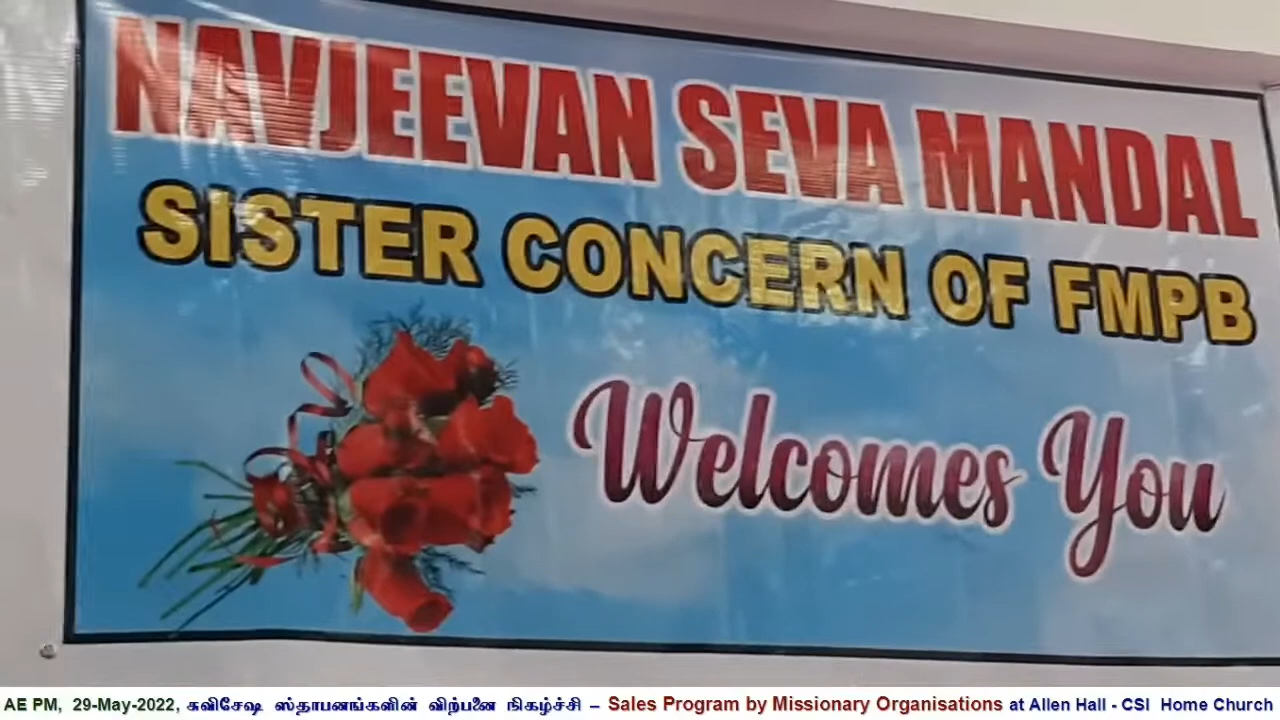 NAVJEEVAN SEVA MANDAL
SISTER CONCERN OF FMPB
Welcomes You
AE PM, 29-May-2022, சுவிசேஷ ஸ்தாபனங்களின் விற்பனை நிகழ்ச்சி – Sales Program by Missionary Organisations at Allen Hall - CSI Home Church